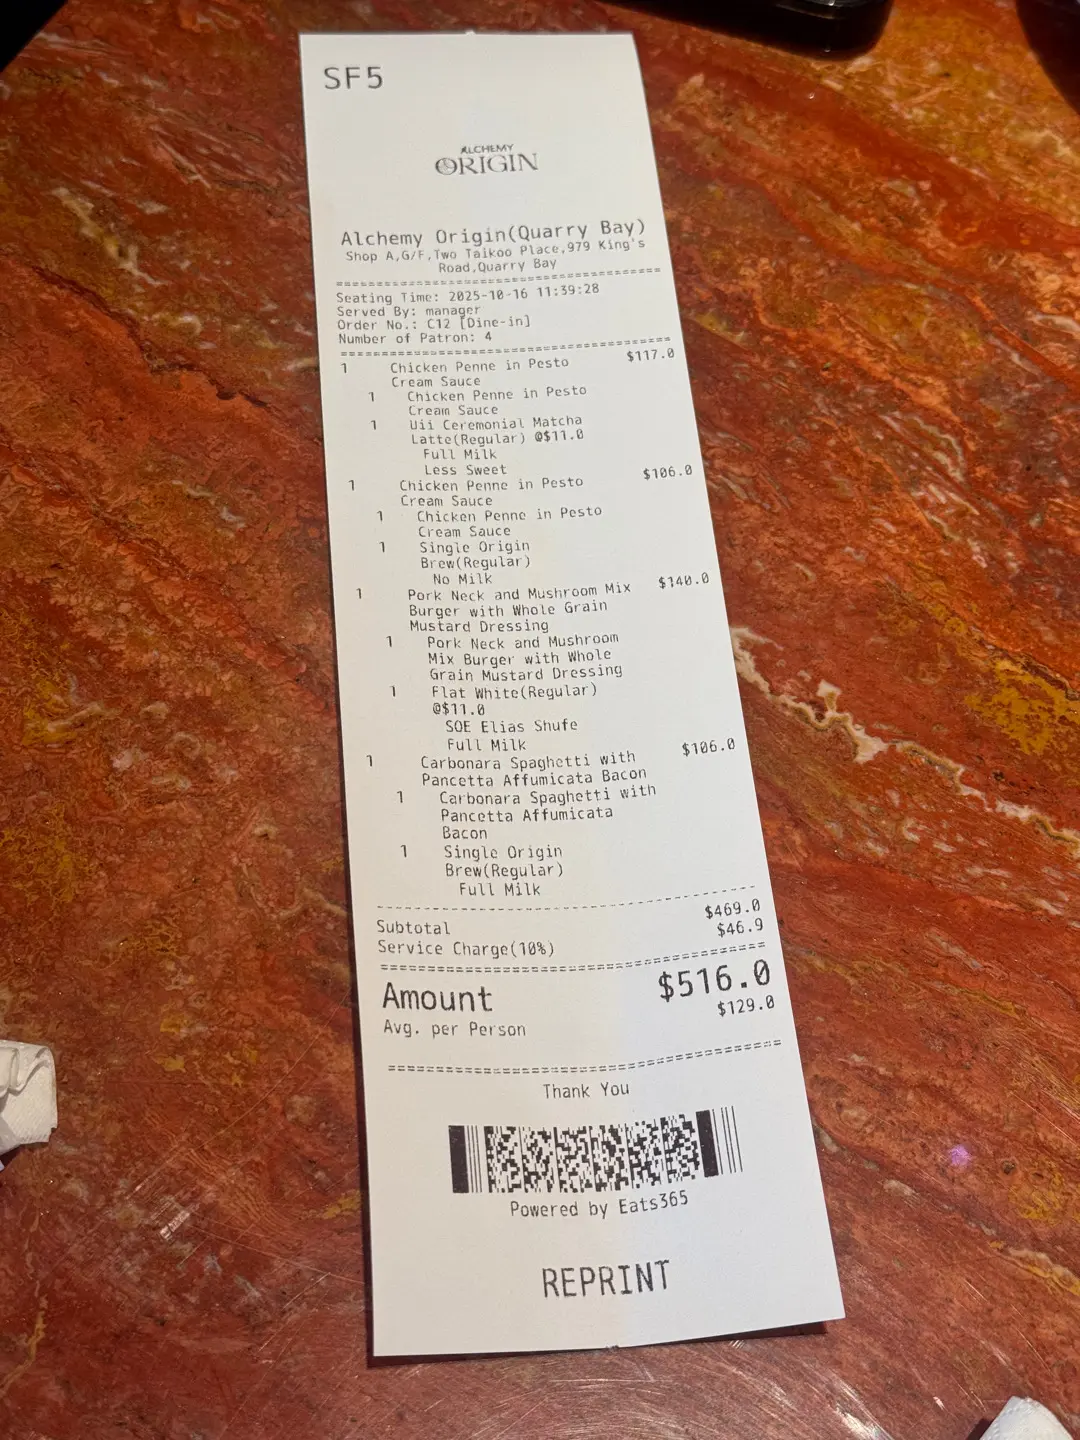 SF5
ALCHEMY
ORIGIN
Alchemy Origin(Quarry Bay)
Shop A,G/F,Two Taikoo Place,979 King's
Road,Quarry Bay
Seating Time: 2025-10-16 11:39:28
Served By: manager
Order No.: C12 [Dine-in]
Number of Patron: 4
1 Chicken Penne in Pesto $117.0
Cream Sauce
1 Chicken Penne in Pesto
Cream Sauce
1 Uii Ceremonial Matcha
Latte(Regular) @$11.0
Full Milk
Less Sweet
1 Chicken Penne in Pesto $106.0
Cream Sauce
1 Chicken Penne in Pesto
Cream Sauce
1 Single Origin
Brew(Regular)
No Milk
1 Pork Neck and Mushroom Mix $140.0
Burger with Whole Grain
Mustard Dressing
1 Pork Neck and Mushroom
Mix Burger with Whole
Grain Mustard Dressing
1 Flat White(Regular)
@$11.0
SOE Elias Shufe
Full Milk
1 Carbonara Spaghetti with $106.0
Pancetta Affumicata Bacon
1 Carbonara Spaghetti with
Pancetta Affumicata
Bacon
1 Single Origin
Brew(Regular)
Full Milk
Subtotal $469.0
Service Charge(10%) $46.9
Amount $516.0
Avg. per Person $129.0
Thank You
Powered by Eats365
REPRINT